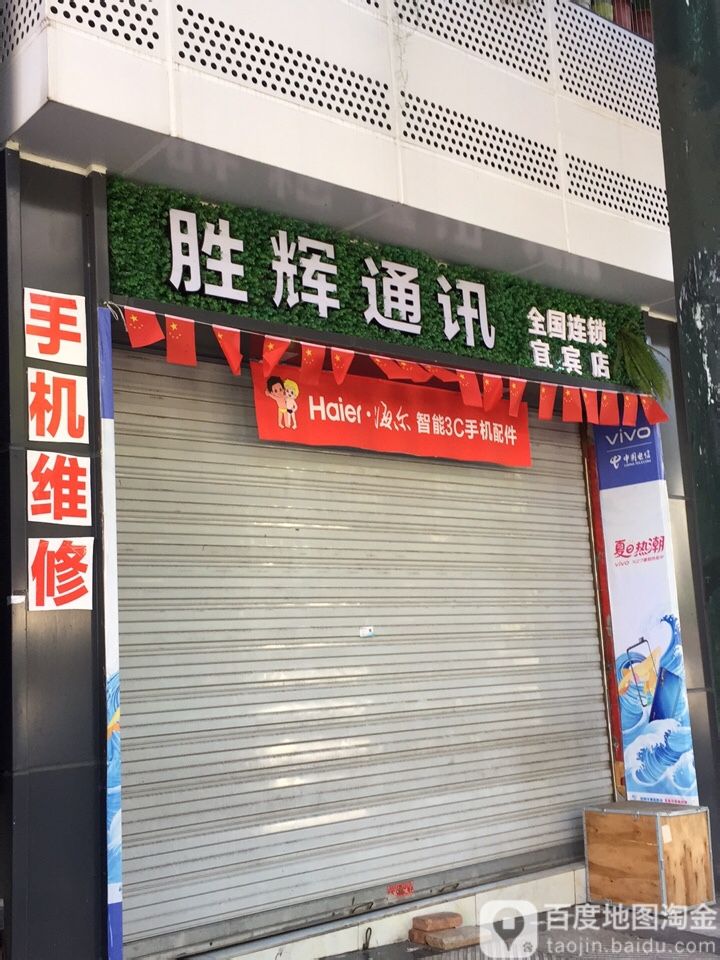 胜辉通讯
全国连锁
宜宾店
手机维修
Haier·海尔 智能3C手机配件
vivo
中国电信
CHINA TELECOM
夏日热潮
百度地图淘金
taojin.baidu.com